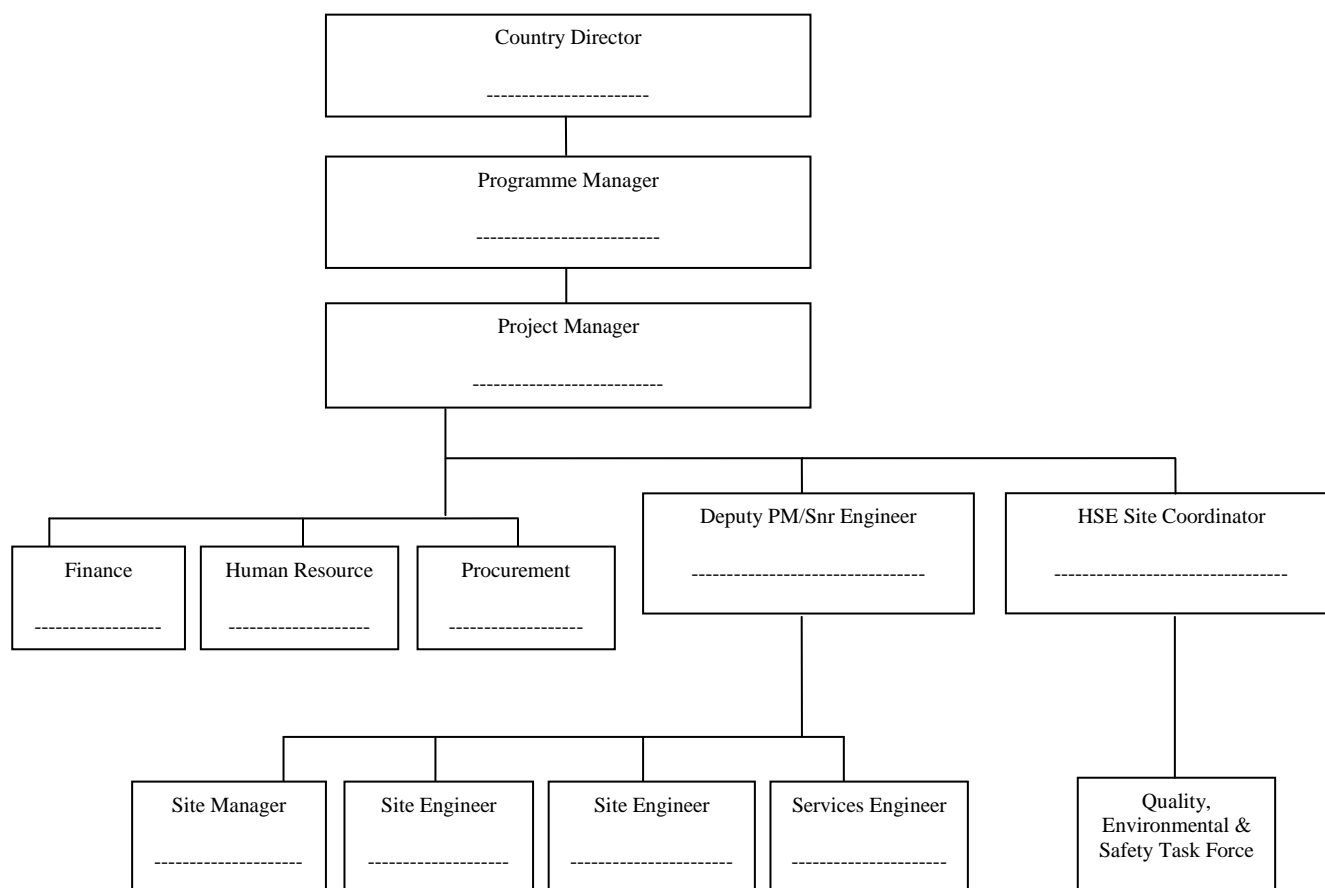 Country Director
-----------------------
Programme Manager
--------------------------
Project Manager
---------------------------
Deputy PM/Snr Engineer
---------------------------------
HSE Site Coordinator
---------------------------------
Finance
------------------
Human Resource
--------------------
Procurement
-------------------
Site Manager
---------------------
Site Engineer
--------------------
Site Engineer
-------------------
Services Engineer
------------------
Quality,
Environmental &
Safety Task Force